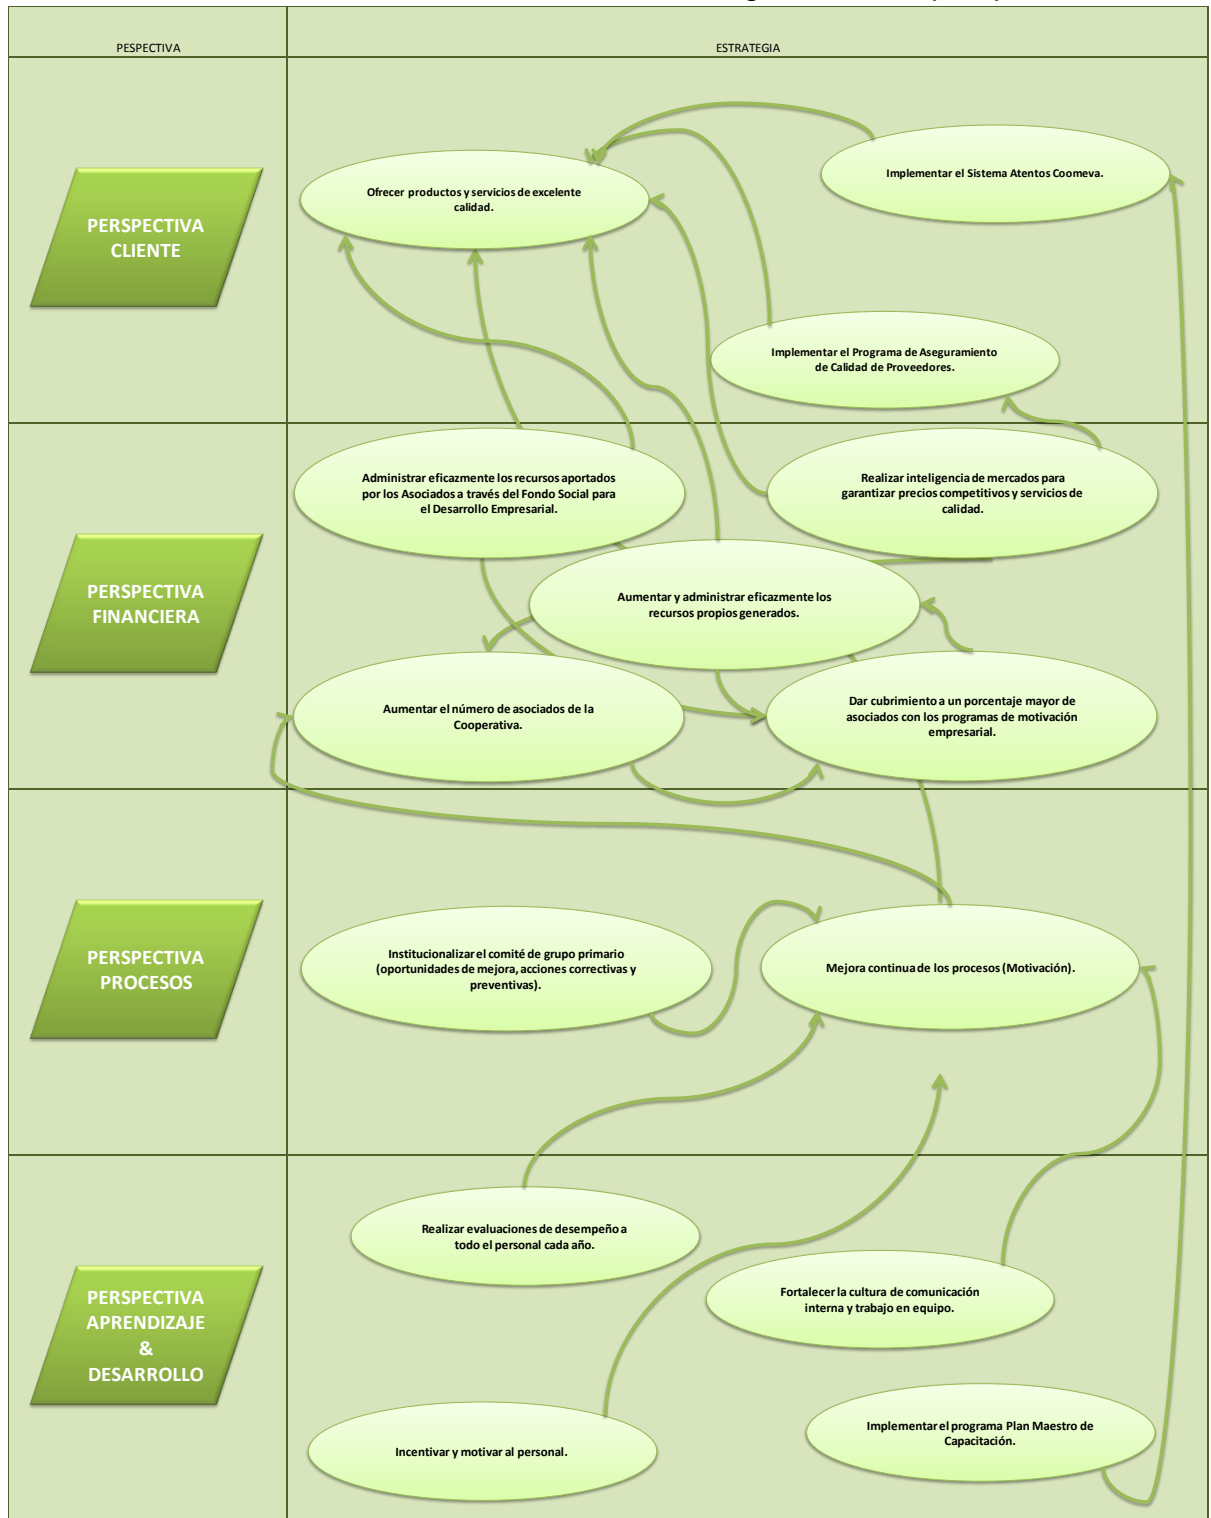 PESPECTIVA
ESTRATEGIA
PERSPECTIVA
CLIENTE
Implementar el Sistema Atentos Coomeva.
Ofrecer productos y servicios de excelente
calidad.
Implementar el Programa de Aseguramiento
de Calidad de Proveedores.
PERSPECTIVA
FINANCIERA
Administrar eficazmente los recursos aportados
por los Asociados a través del Fondo Social para
el Desarrollo Empresarial.
Realizar inteligencia de mercados para
garantizar precios competitivos y servicios de
calidad.
Aumentar y administrar eficazmente los
recursos propios generados.
Aumentar el número de asociados de la
Cooperativa.
Dar cubrimiento a un porcentaje mayor de
asociados con los programas de motivación
empresarial.
PERSPECTIVA
PROCESOS
Institucionalizar el comité de grupo primario
(oportunidades de mejora, acciones correctivas y
preventivas).
Mejora continua de los procesos (Motivación).
PERSPECTIVA
APRENDIZAJE
&
DESARROLLO
Realizar evaluaciones de desempeño a
todo el personal cada año.
Fortalecer la cultura de comunicación
interna y trabajo en equipo.
Incentivar y motivar al personal.
Implementar el programa Plan Maestro de
Capacitación.